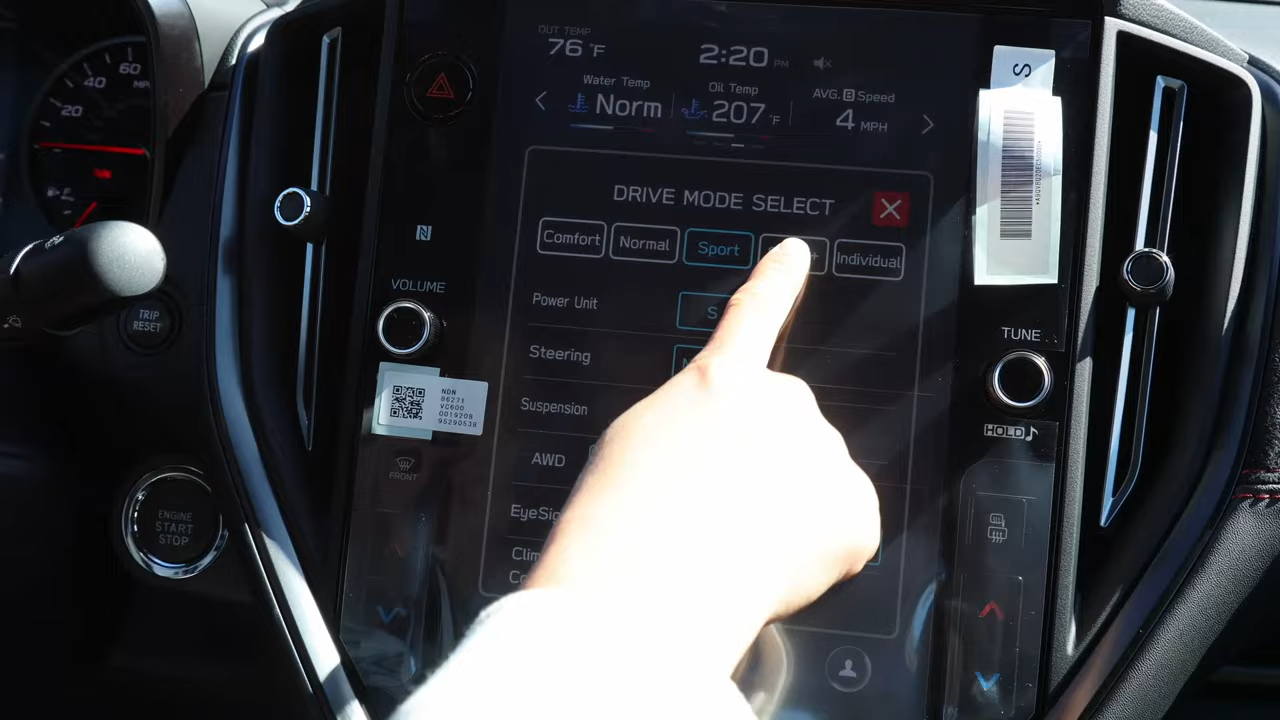 OUT TEMP
76 °F
2:20 PM
Water Temp
Norm
Oil Temp
207 °F
AVG. B Speed
4 MPH
DRIVE MODE SELECT
Comfort
Normal
Sport
+
Individual
Power Unit
S
Steering
Suspension
AWD
EyeSig
Clim
60
40
20
TRIP
RESET
ENGINE
START
STOP
VOLUME
NDN
86271
VC600
0019208
95290538
FRONT
S
TUNE
HOLD